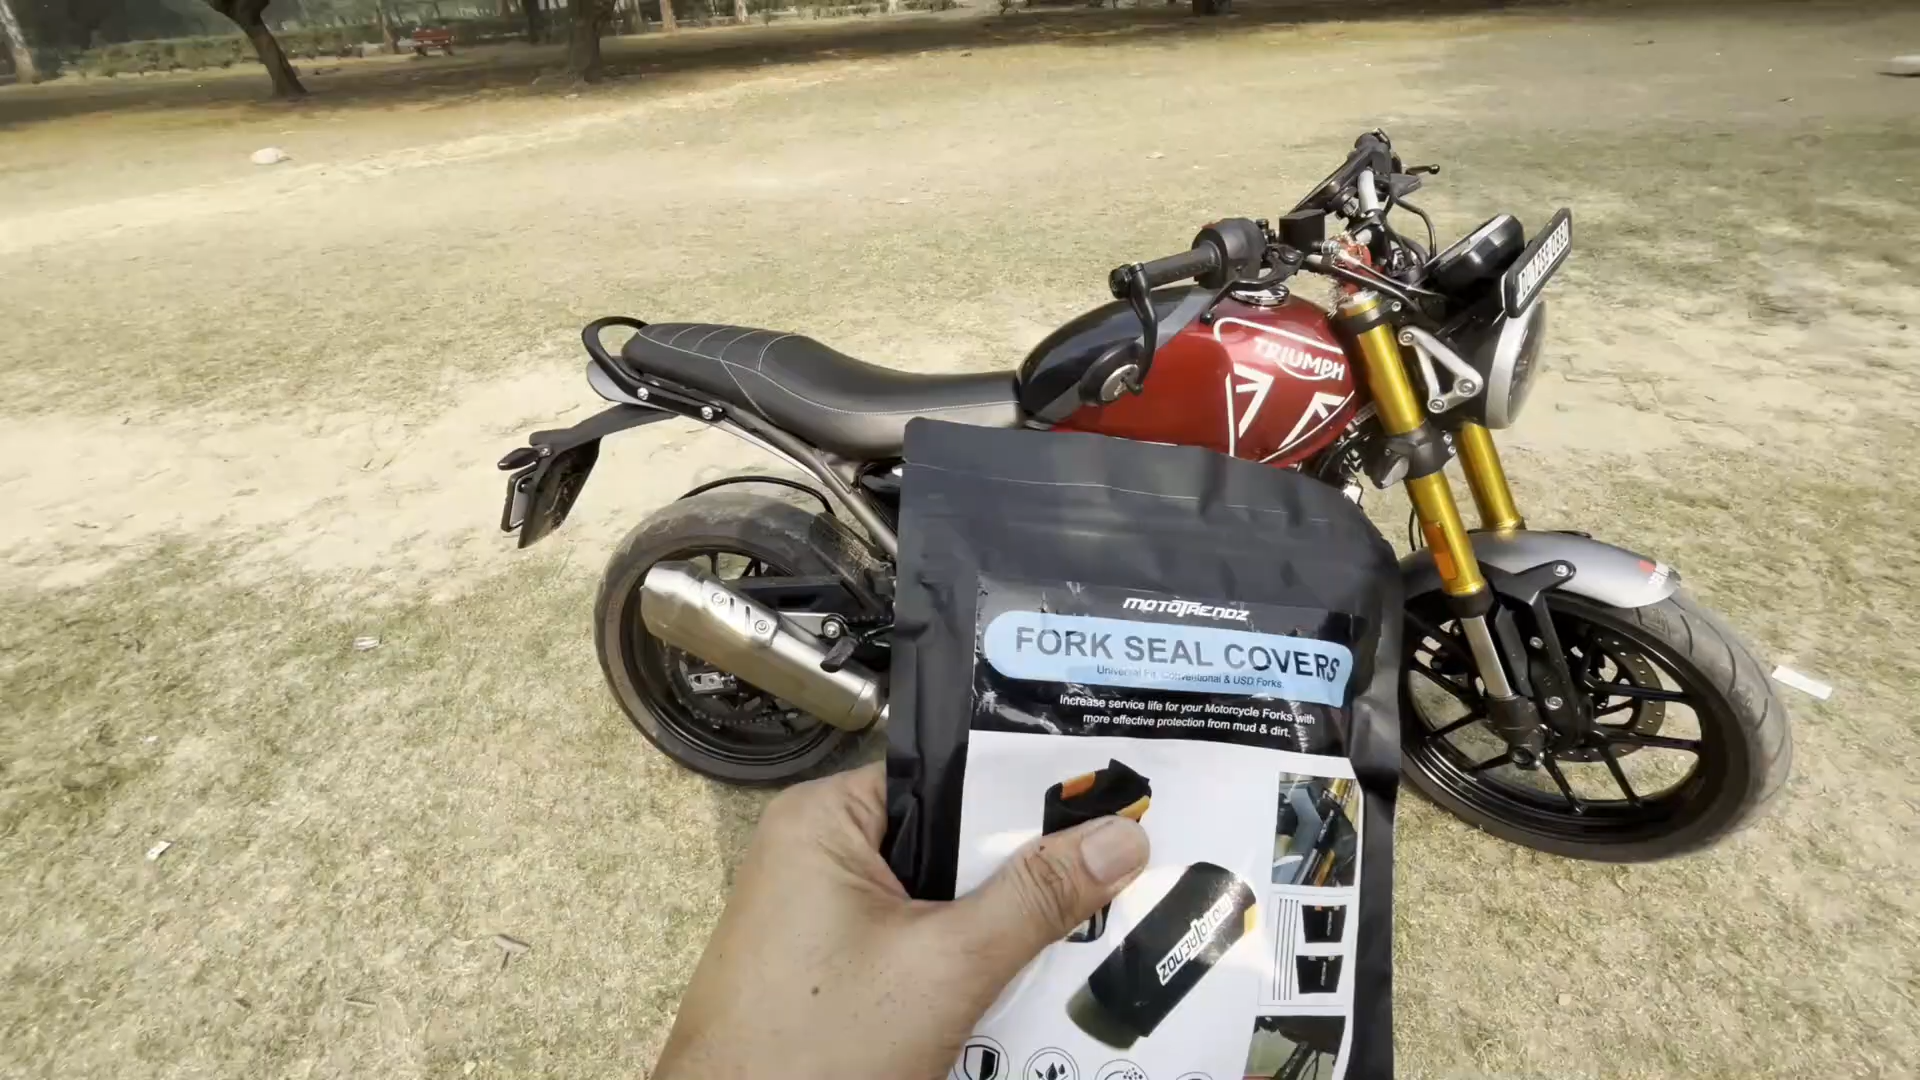 TRIUMPH
MOTOTRENDZ
FORK SEAL COVERS
Universal Fit, Conventional & USD Forks.
Increase service life for your Motorcycle Forks with
more effective protection from mud & dirt.
MOTOTRENDZ